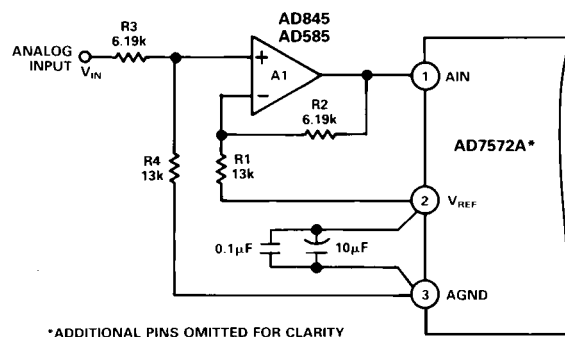 AD845
AD585
R3
6.19k
ANALOG
INPUT
VIN
+
A1
−
1
AIN
R2
6.19k
AD7572A*
R4
13k
R1
13k
2
VREF
0.1µF
10µF
3
AGND
*ADDITIONAL PINS OMITTED FOR CLARITY